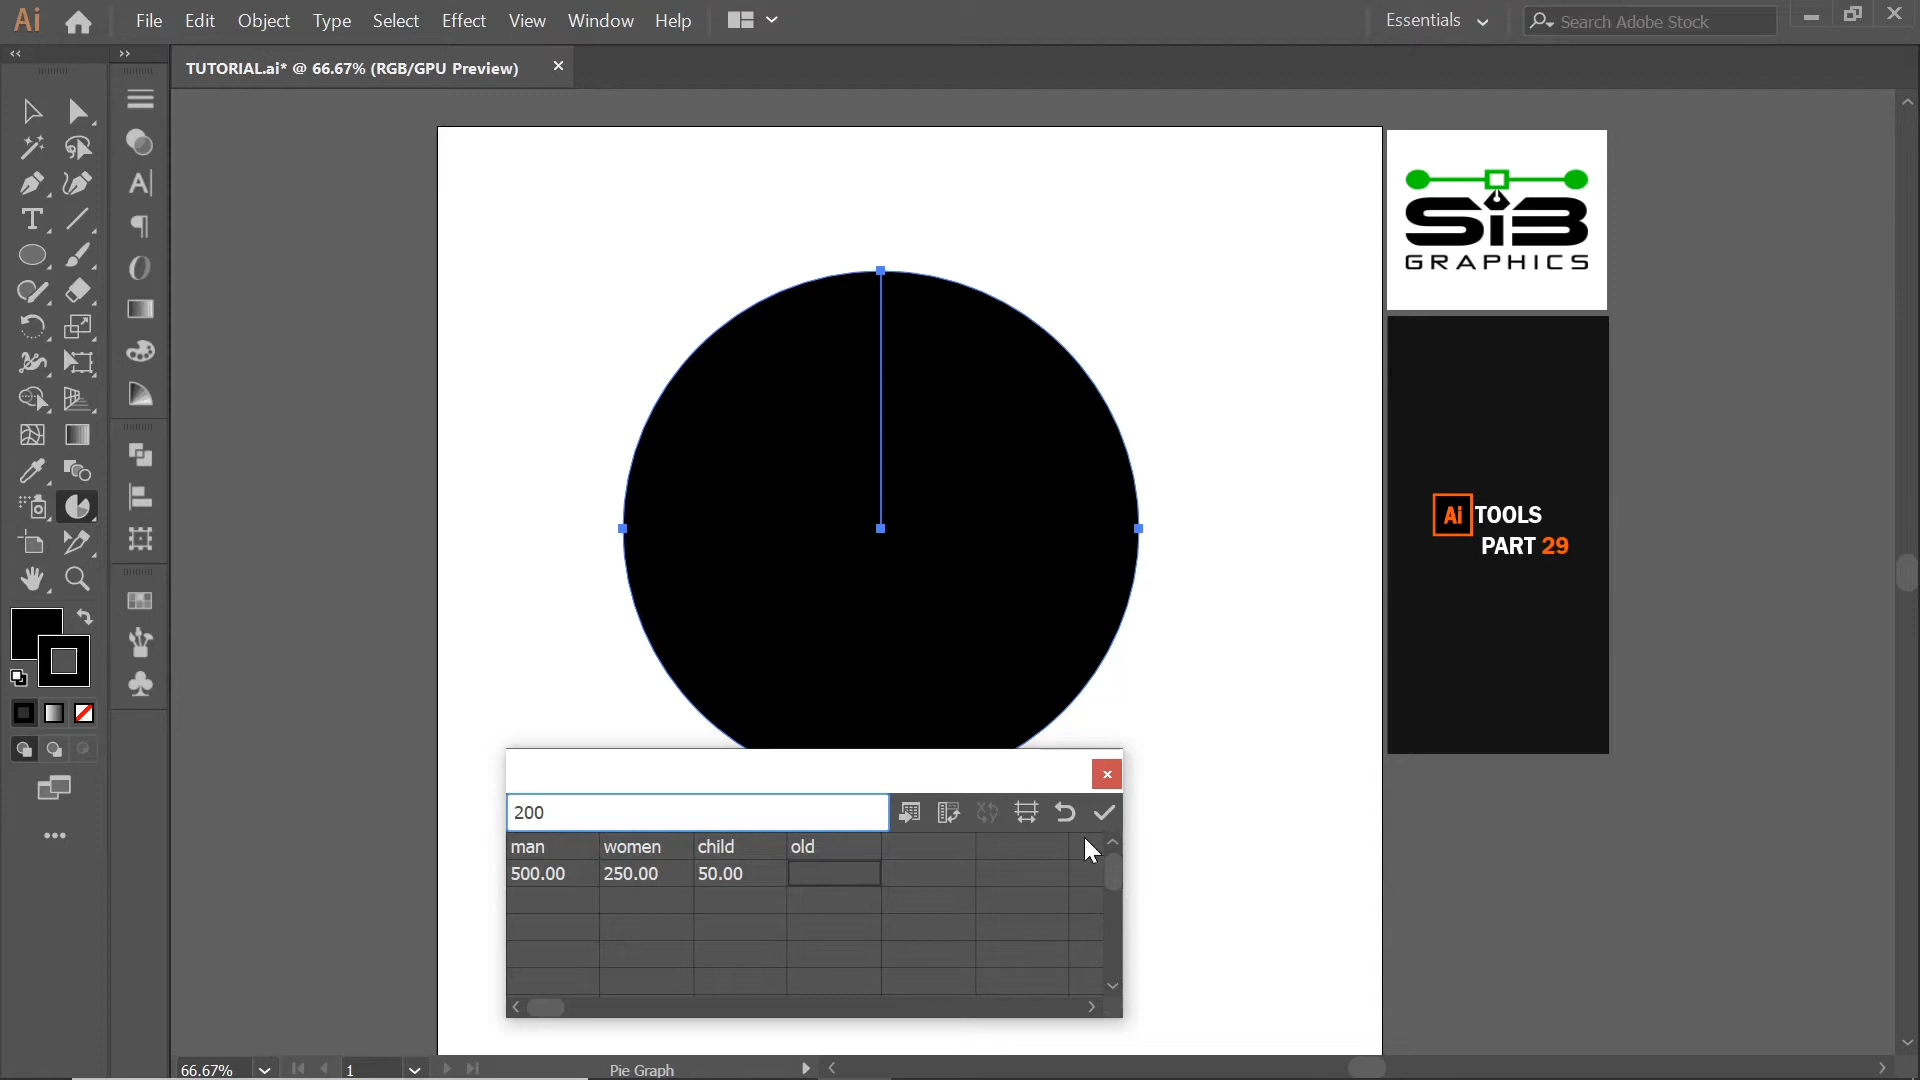 Ai File Edit Object Type Select Effect View Window Help Essentials Search Adobe Stock
TUTORIAL.ai* @ 66.67% (RGB/GPU Preview)
SiB
GRAPHICS
Ai TOOLS
PART 29
200
man women child old
500.00 250.00 50.00
66.67% 1 Pie Graph